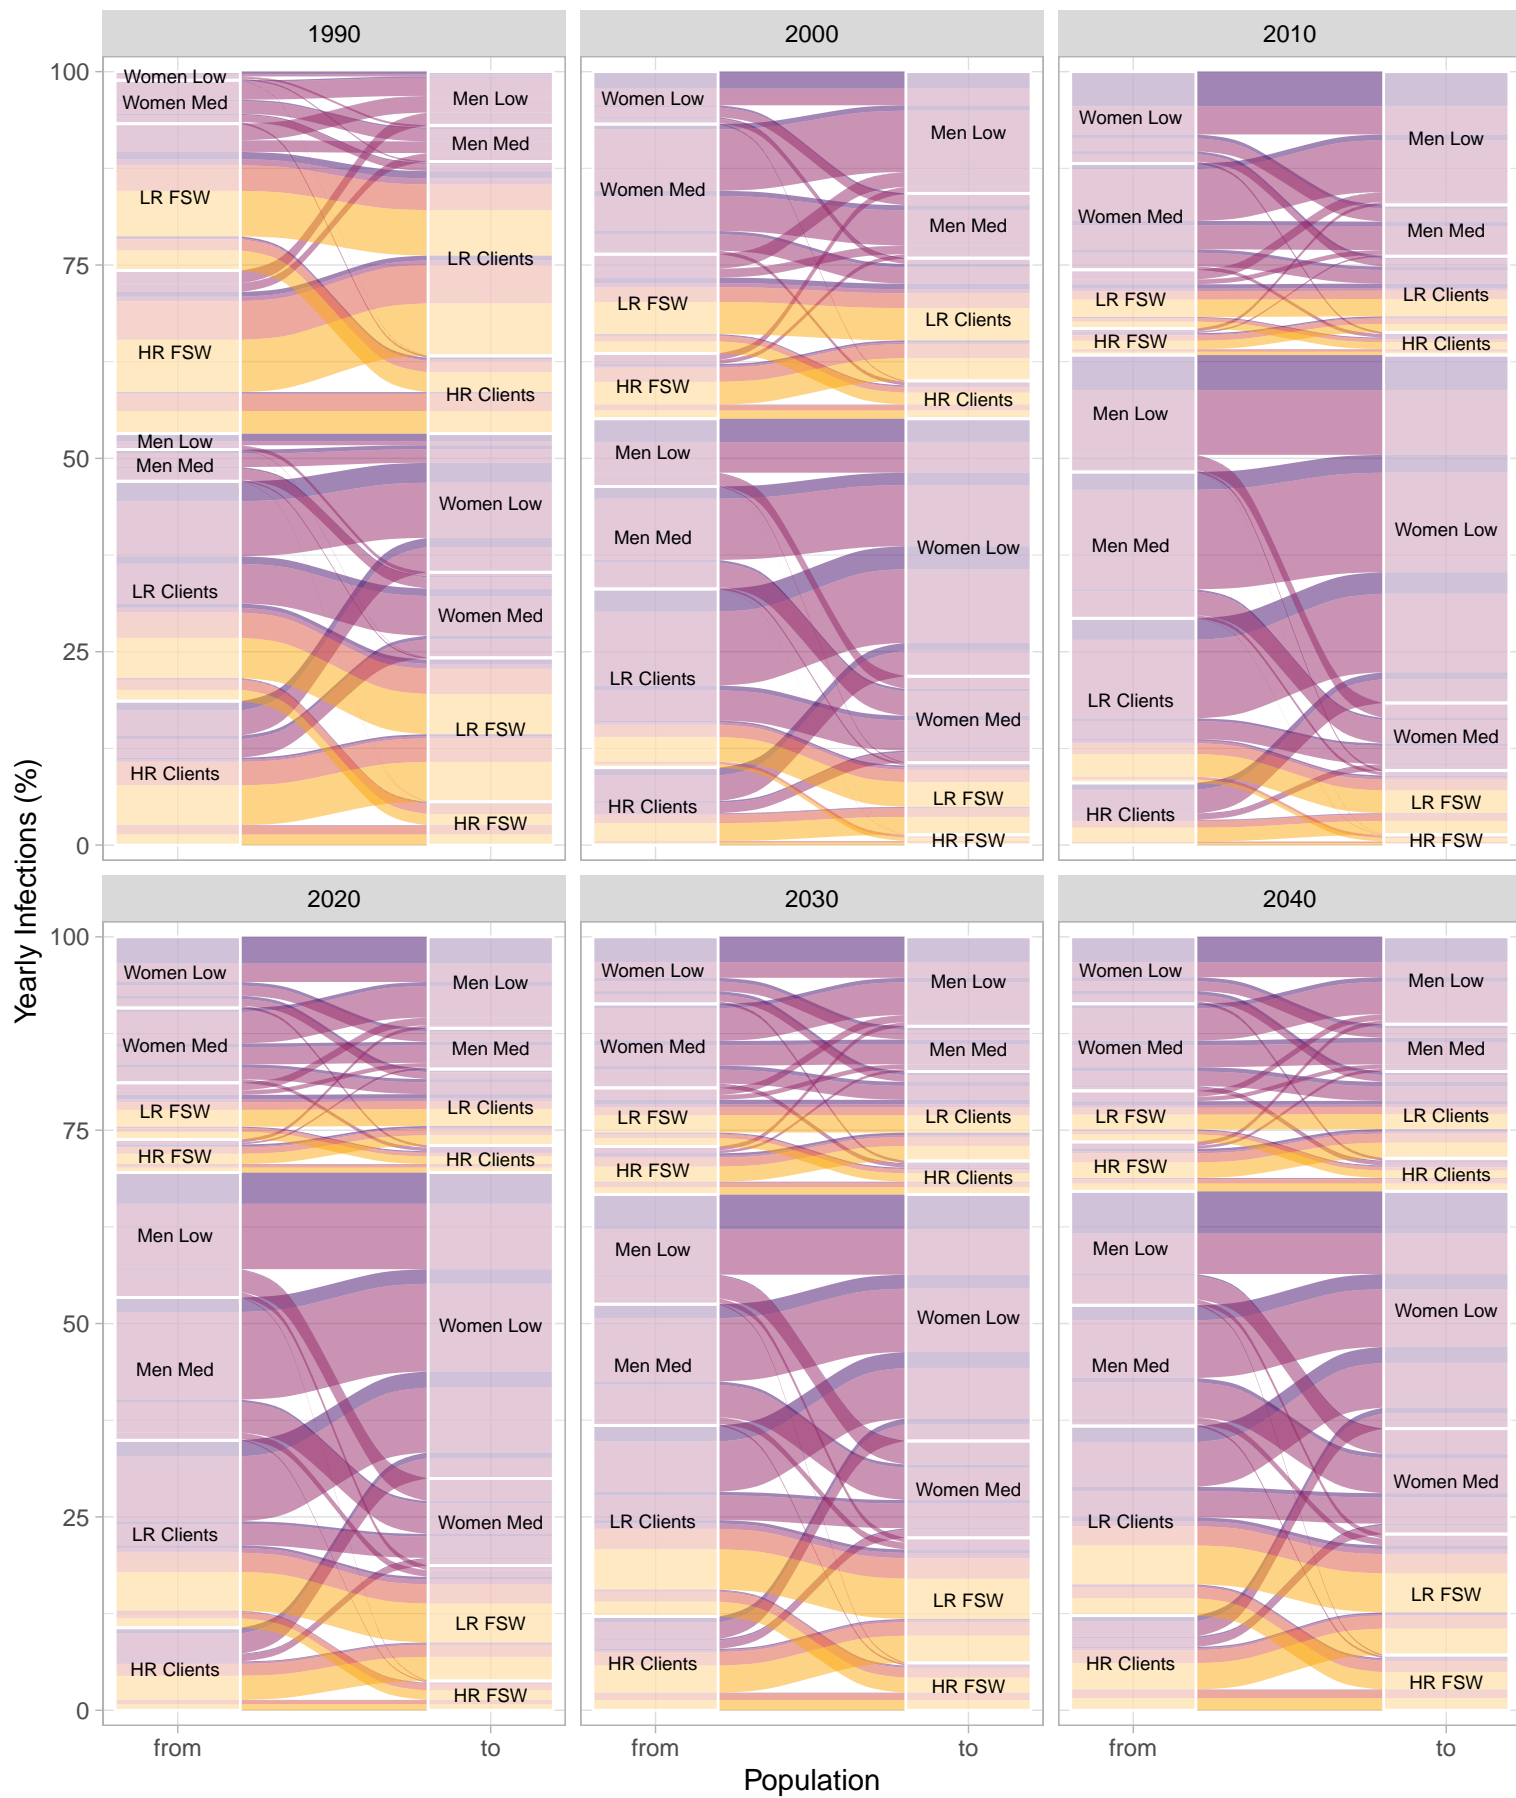 1990
2000
2010
Yearly Infections (%)
100
75
50
25
0
Women Low
Women Med
LR FSW
HR FSW
Men Low
Men Med
LR Clients
HR Clients
Men Low
Men Med
LR Clients
HR Clients
Women Low
Women Med
LR FSW
HR FSW
Women Low
Women Med
LR FSW
HR FSW
Men Low
Men Med
LR Clients
HR Clients
Men Low
Men Med
LR Clients
HR Clients
Women Low
Women Med
LR FSW
HR FSW
Women Low
Women Med
LR FSW
HR FSW
Men Low
Men Med
LR Clients
HR Clients
Men Low
Men Med
LR Clients
HR Clients
Women Low
Women Med
LR FSW
HR FSW
2020
2030
2040
100
75
50
25
0
Women Low
Women Med
LR FSW
HR FSW
Men Low
Men Med
LR Clients
HR Clients
Men Low
Men Med
LR Clients
HR Clients
Women Low
Women Med
LR FSW
HR FSW
Women Low
Women Med
LR FSW
HR FSW
Men Low
Men Med
LR Clients
HR Clients
Men Low
Men Med
LR Clients
HR Clients
Women Low
Women Med
LR FSW
HR FSW
Women Low
Women Med
LR FSW
HR FSW
Men Low
Men Med
LR Clients
HR Clients
Men Low
Men Med
LR Clients
HR Clients
Women Low
Women Med
LR FSW
HR FSW
from
to
from
to
from
to
Population